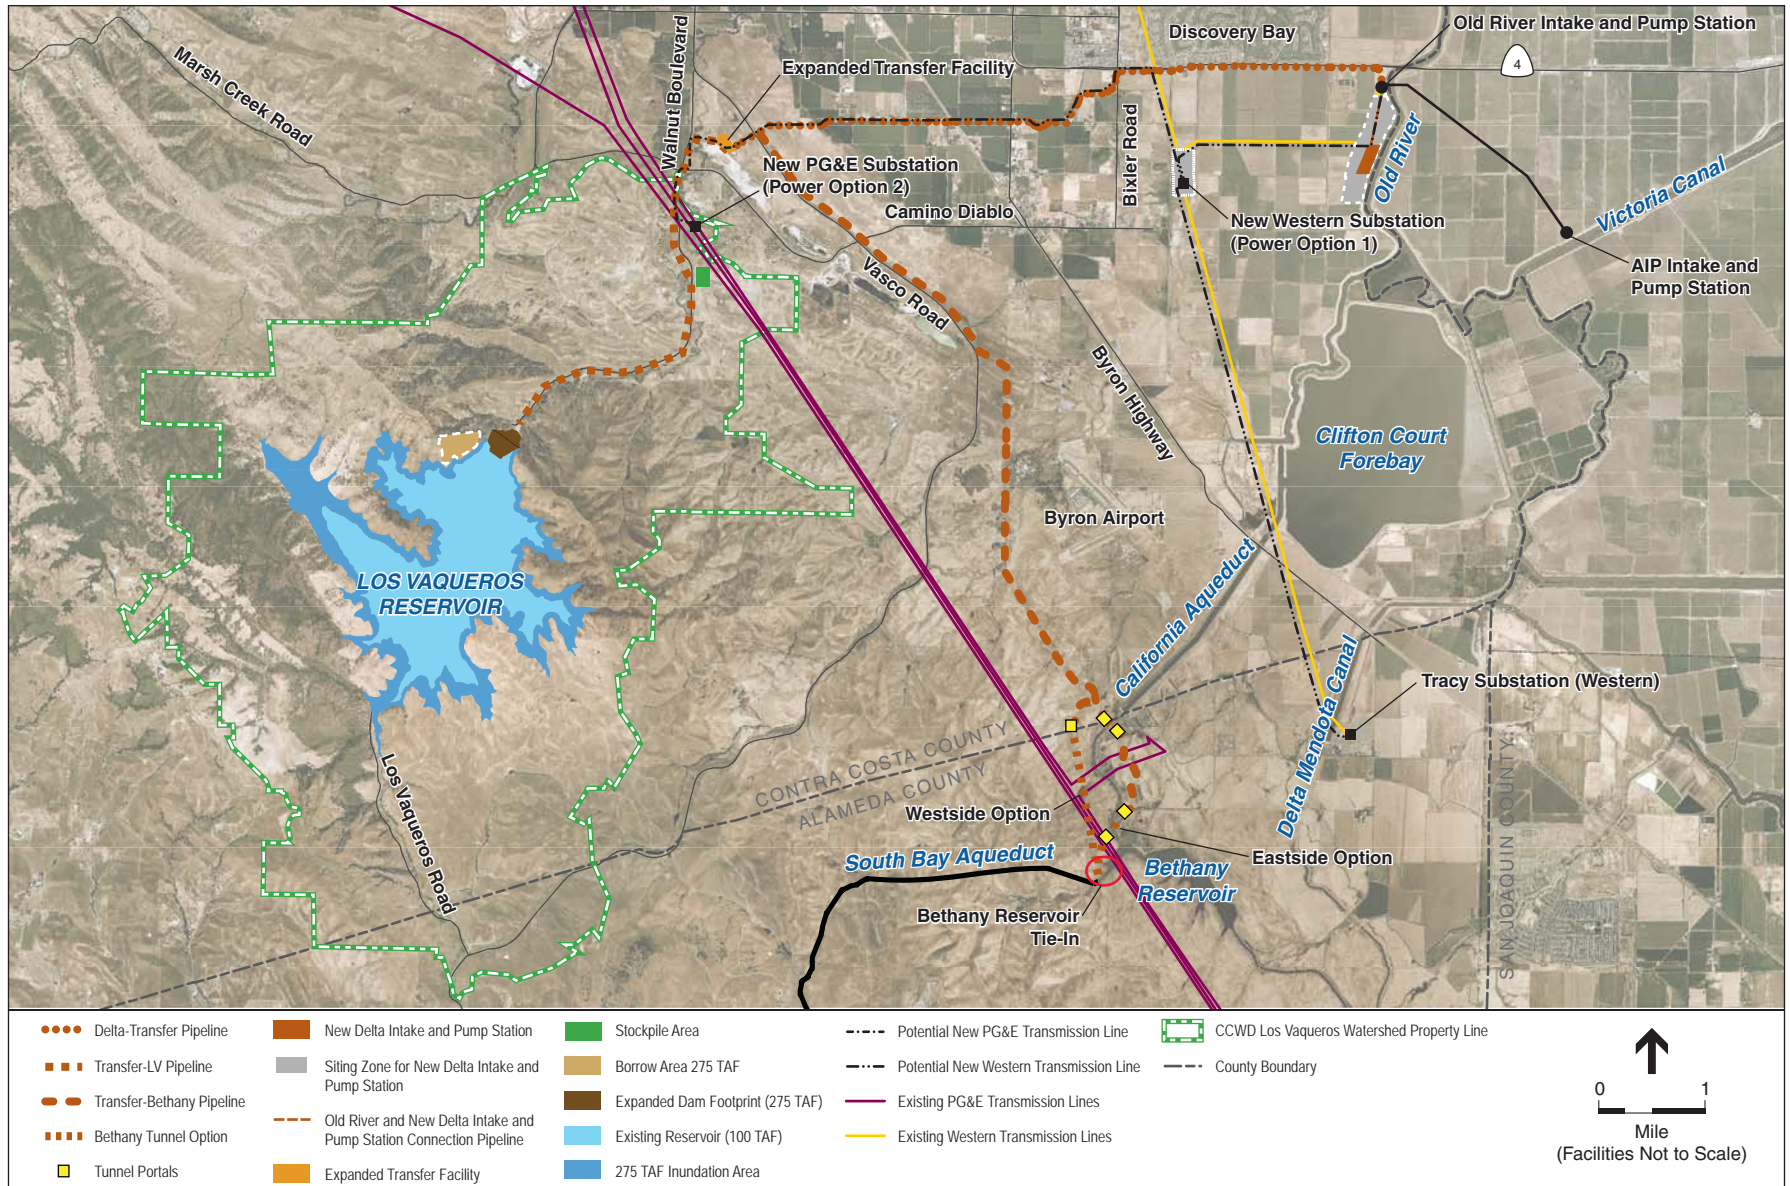 Discovery Bay
Old River Intake and Pump Station
4
Marsh Creek Road
Walnut Boulevard
Expanded Transfer Facility
Bixler Road
Old River
Victoria Canal
New PG&E Substation
(Power Option 2)
Camino Diablo
New Western Substation
(Power Option 1)
AIP Intake and
Pump Station
Vasco Road
Byron Highway
Clifton Court
Forebay
Byron Airport
LOS VAQUEROS
RESERVOIR
California Aqueduct
Delta Mendota Canal
Tracy Substation (Western)
CONTRA COSTA COUNTY
ALAMEDA COUNTY
SAN JOAQUIN COUNTY
Los Vaqueros Road
Westside Option
South Bay Aqueduct
Eastside Option
Bethany
Reservoir
Bethany Reservoir
Tie-In
Delta-Transfer Pipeline
Transfer-LV Pipeline
Transfer-Bethany Pipeline
Bethany Tunnel Option
Tunnel Portals
New Delta Intake and Pump Station
Siting Zone for New Delta Intake and
Pump Station
Old River and New Delta Intake and
Pump Station Connection Pipeline
Expanded Transfer Facility
Stockpile Area
Borrow Area 275 TAF
Expanded Dam Footprint (275 TAF)
Existing Reservoir (100 TAF)
275 TAF Inundation Area
Potential New PG&E Transmission Line
Potential New Western Transmission Line
Existing PG&E Transmission Lines
Existing Western Transmission Lines
CCWD Los Vaqueros Watershed Property Line
County Boundary
0 1
Mile
(Facilities Not to Scale)